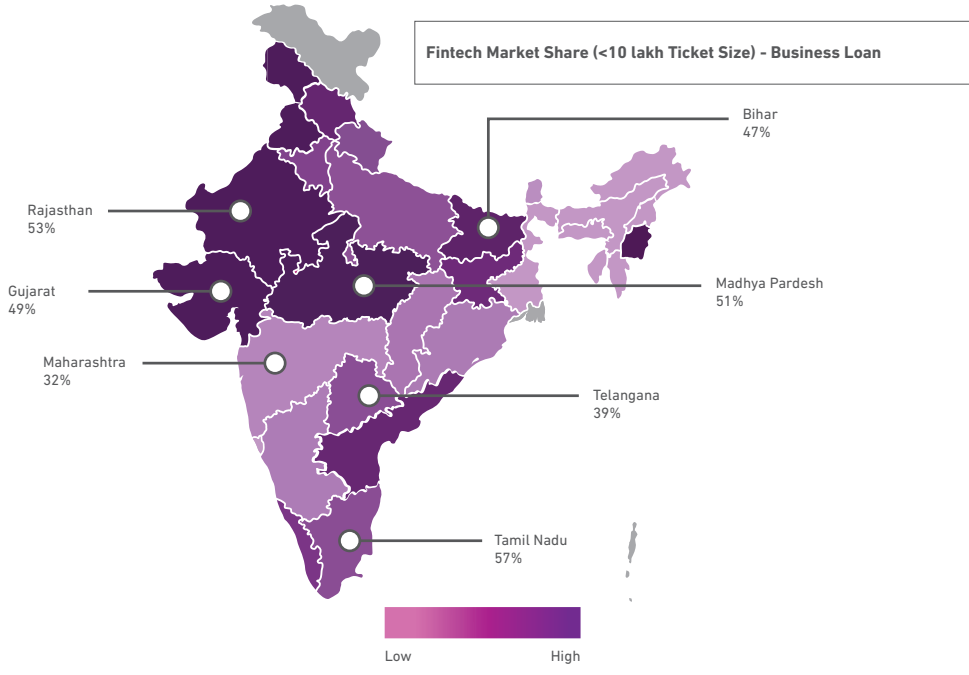 Fintech Market Share (<10 lakh Ticket Size) - Business Loan
Bihar
47%
Rajasthan
53%
Madhya Pardesh
51%
Gujarat
49%
Maharashtra
32%
Telangana
39%
Tamil Nadu
57%
Low
High